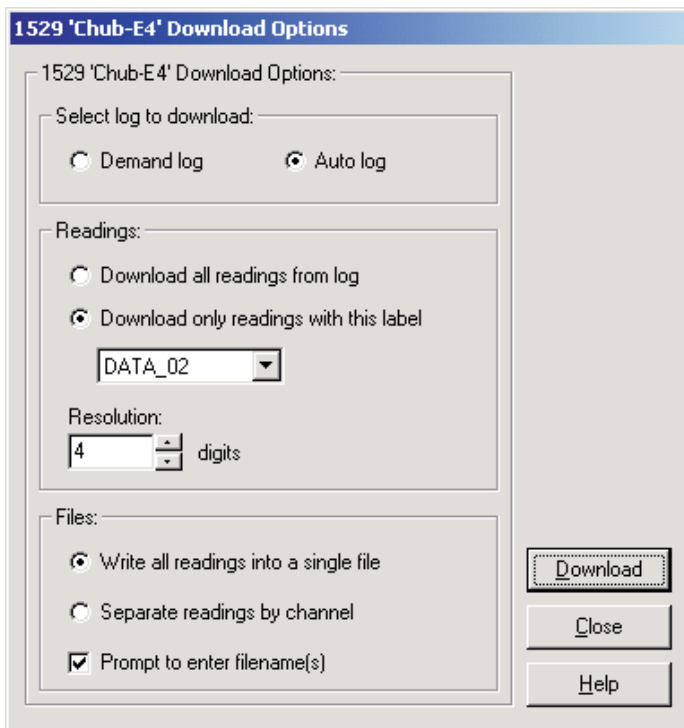 1529 'Chub-E4' Download Options
1529 'Chub-E4' Download Options:
Select log to download:
Demand log
Auto log
Readings:
Download all readings from log
Download only readings with this label
DATA_02
Resolution:
4 digits
Files:
Write all readings into a single file
Separate readings by channel
Prompt to enter filename(s)
Download
Close
Help